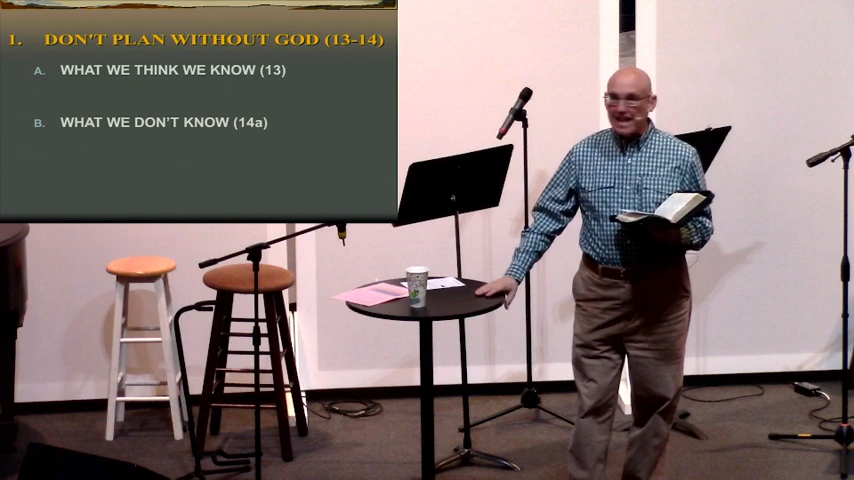 1. DON'T PLAN WITHOUT GOD (13-14)
A. WHAT WE THINK WE KNOW (13)
B. WHAT WE DON'T KNOW (14a)